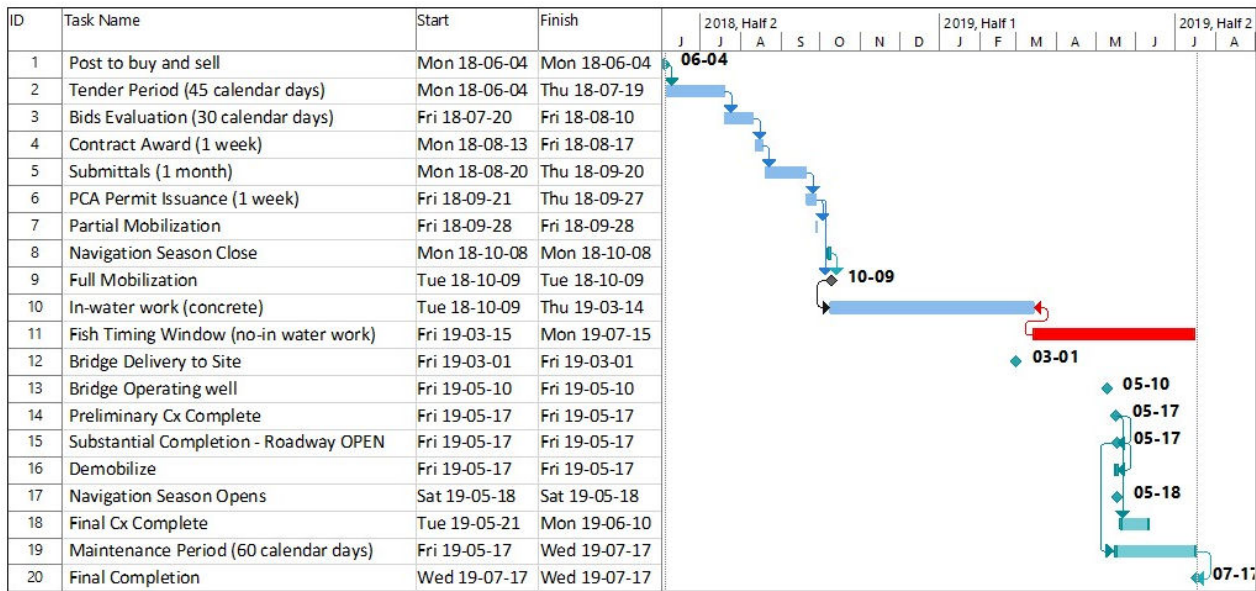 ID Task Name Start Finish 2018, Half 2 2019, Half 1 2019, Half 2
J J A S O N D J F M A M J J A
1 Post to buy and sell Mon 18-06-04 Mon 18-06-04 06-04
2 Tender Period (45 calendar days) Mon 18-06-04 Thu 18-07-19
3 Bids Evaluation (30 calendar days) Fri 18-07-20 Fri 18-08-10
4 Contract Award (1 week) Mon 18-08-13 Fri 18-08-17
5 Submittals (1 month) Mon 18-08-20 Thu 18-09-20
6 PCA Permit Issuance (1 week) Fri 18-09-21 Thu 18-09-27
7 Partial Mobilization Fri 18-09-28 Fri 18-09-28
8 Navigation Season Close Mon 18-10-08 Mon 18-10-08
9 Full Mobilization Tue 18-10-09 Tue 18-10-09 10-09
10 In-water work (concrete) Tue 18-10-09 Thu 19-03-14
11 Fish Timing Window (no-in water work) Fri 19-03-15 Mon 19-07-15
12 Bridge Delivery to Site Fri 19-03-01 Fri 19-03-01 03-01
13 Bridge Operating well Fri 19-05-10 Fri 19-05-10 05-10
14 Preliminary Cx Complete Fri 19-05-17 Fri 19-05-17 05-17
15 Substantial Completion - Roadway OPEN Fri 19-05-17 Fri 19-05-17 05-17
16 Demobilize Fri 19-05-17 Fri 19-05-17
17 Navigation Season Opens Sat 19-05-18 Sat 19-05-18 05-18
18 Final Cx Complete Tue 19-05-21 Mon 19-06-10
19 Maintenance Period (60 calendar days) Fri 19-05-17 Wed 19-07-17
20 Final Completion Wed 19-07-17 Wed 19-07-17 07-17